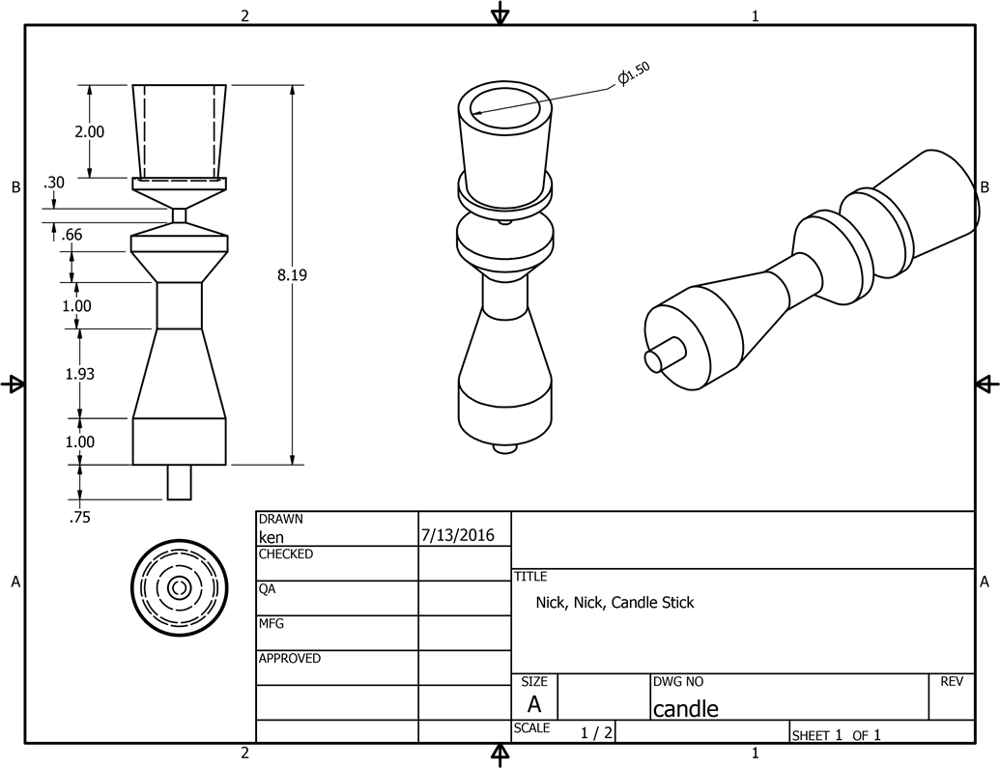 2
1
Ø1.50
2.00
B
B
.30
.66
8.19
1.00
1.93
1.00
.75
DRAWN
ken
7/13/2016
CHECKED
TITLE
A
A
QA
Nick, Nick, Candle Stick
MFG
APPROVED
SIZE
A
DWG NO
candle
REV
SCALE
1 / 2
SHEET 1 OF 1
2
1